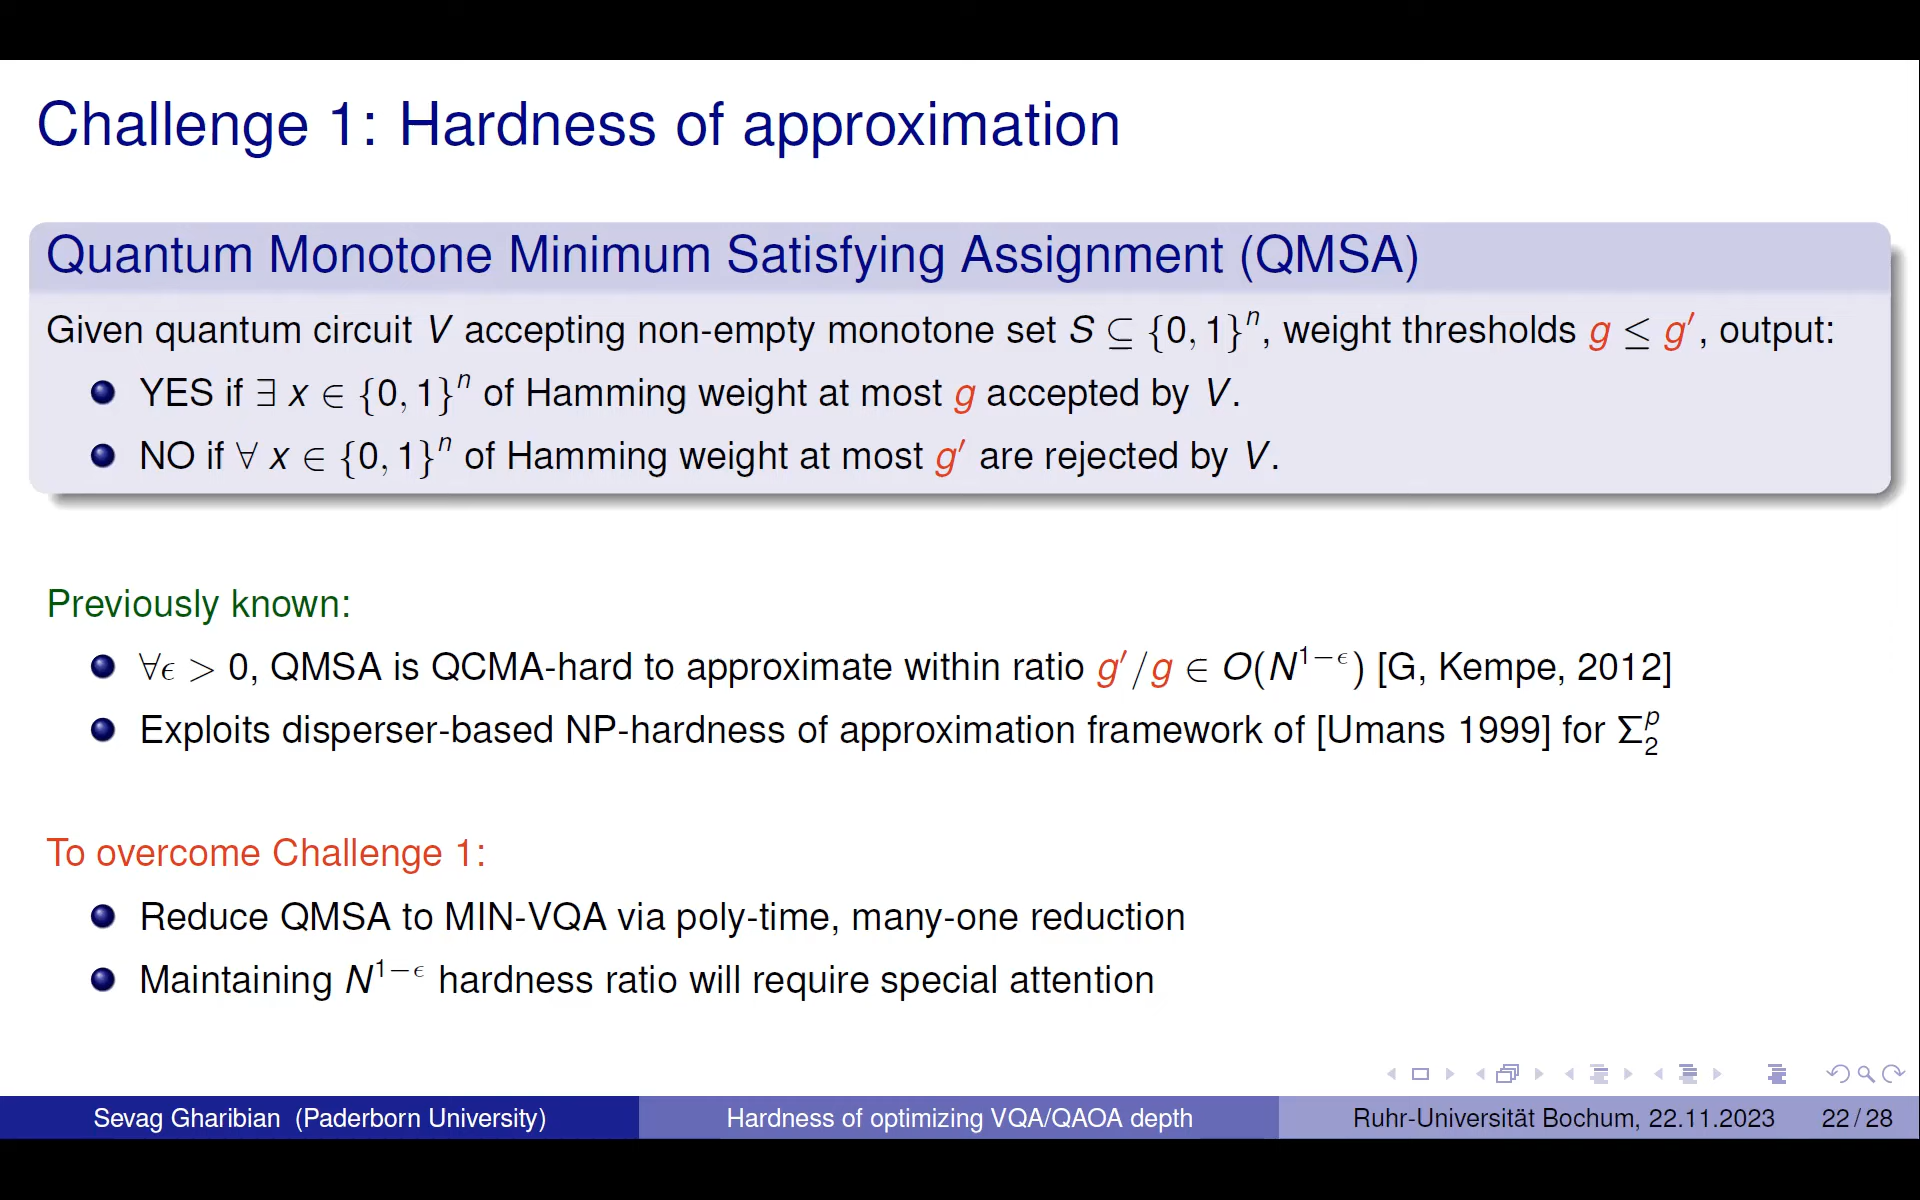 Challenge 1: Hardness of approximation
Quantum Monotone Minimum Satisfying Assignment (QMSA)
Given quantum circuit V accepting non-empty monotone set S ⊆ {0, 1}ⁿ, weight thresholds g ≤ g′, output:
YES if ∃ x ∈ {0, 1}ⁿ of Hamming weight at most g accepted by V.
NO if ∀ x ∈ {0, 1}ⁿ of Hamming weight at most g′ are rejected by V.
Previously known:
∀ϵ > 0, QMSA is QCMA-hard to approximate within ratio g′/g ∈ O(N^{1−ϵ}) [G, Kempe, 2012]
Exploits disperser-based NP-hardness of approximation framework of [Umans 1999] for Σ₂ᵖ
To overcome Challenge 1:
Reduce QMSA to MIN-VQA via poly-time, many-one reduction
Maintaining N^{1−ϵ} hardness ratio will require special attention
Sevag Gharibian (Paderborn University) Hardness of optimizing VQA/QAOA depth Ruhr-Universität Bochum, 22.11.2023 22 / 28